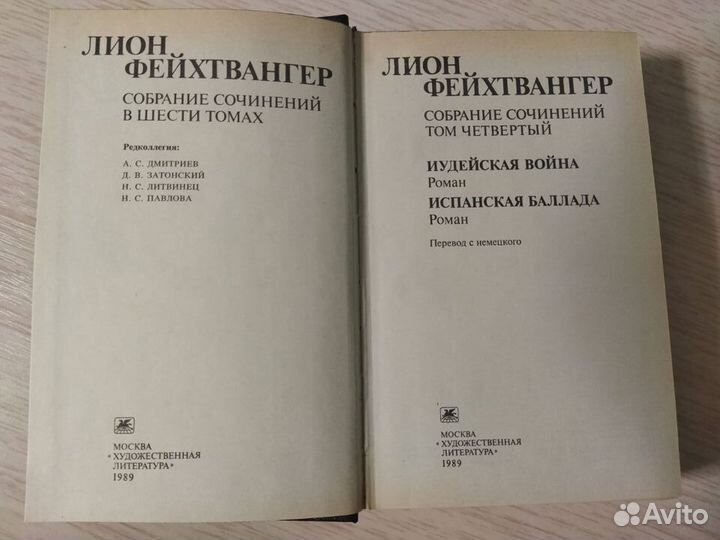 ЛИОН
ФЕЙХТВАНГЕР
СОБРАНИЕ СОЧИНЕНИЙ
В ШЕСТИ ТОМАХ
Редколлегия:
А. С. ДМИТРИЕВ
Д. В. ЗАТОНСКИЙ
Н. С. ЛИТВИНЕЦ
Н. С. ПАВЛОВА
МОСКВА
«ХУДОЖЕСТВЕННАЯ
ЛИТЕРАТУРА»
1989
ЛИОН
ФЕЙХТВАНГЕР
СОБРАНИЕ СОЧИНЕНИЙ
ТОМ ЧЕТВЕРТЫЙ
ИУДЕЙСКАЯ ВОЙНА
Роман
ИСПАНСКАЯ БАЛЛАДА
Роман
Перевод с немецкого
МОСКВА
«ХУДОЖЕСТВЕННАЯ
ЛИТЕРАТУРА»
1989
Avito